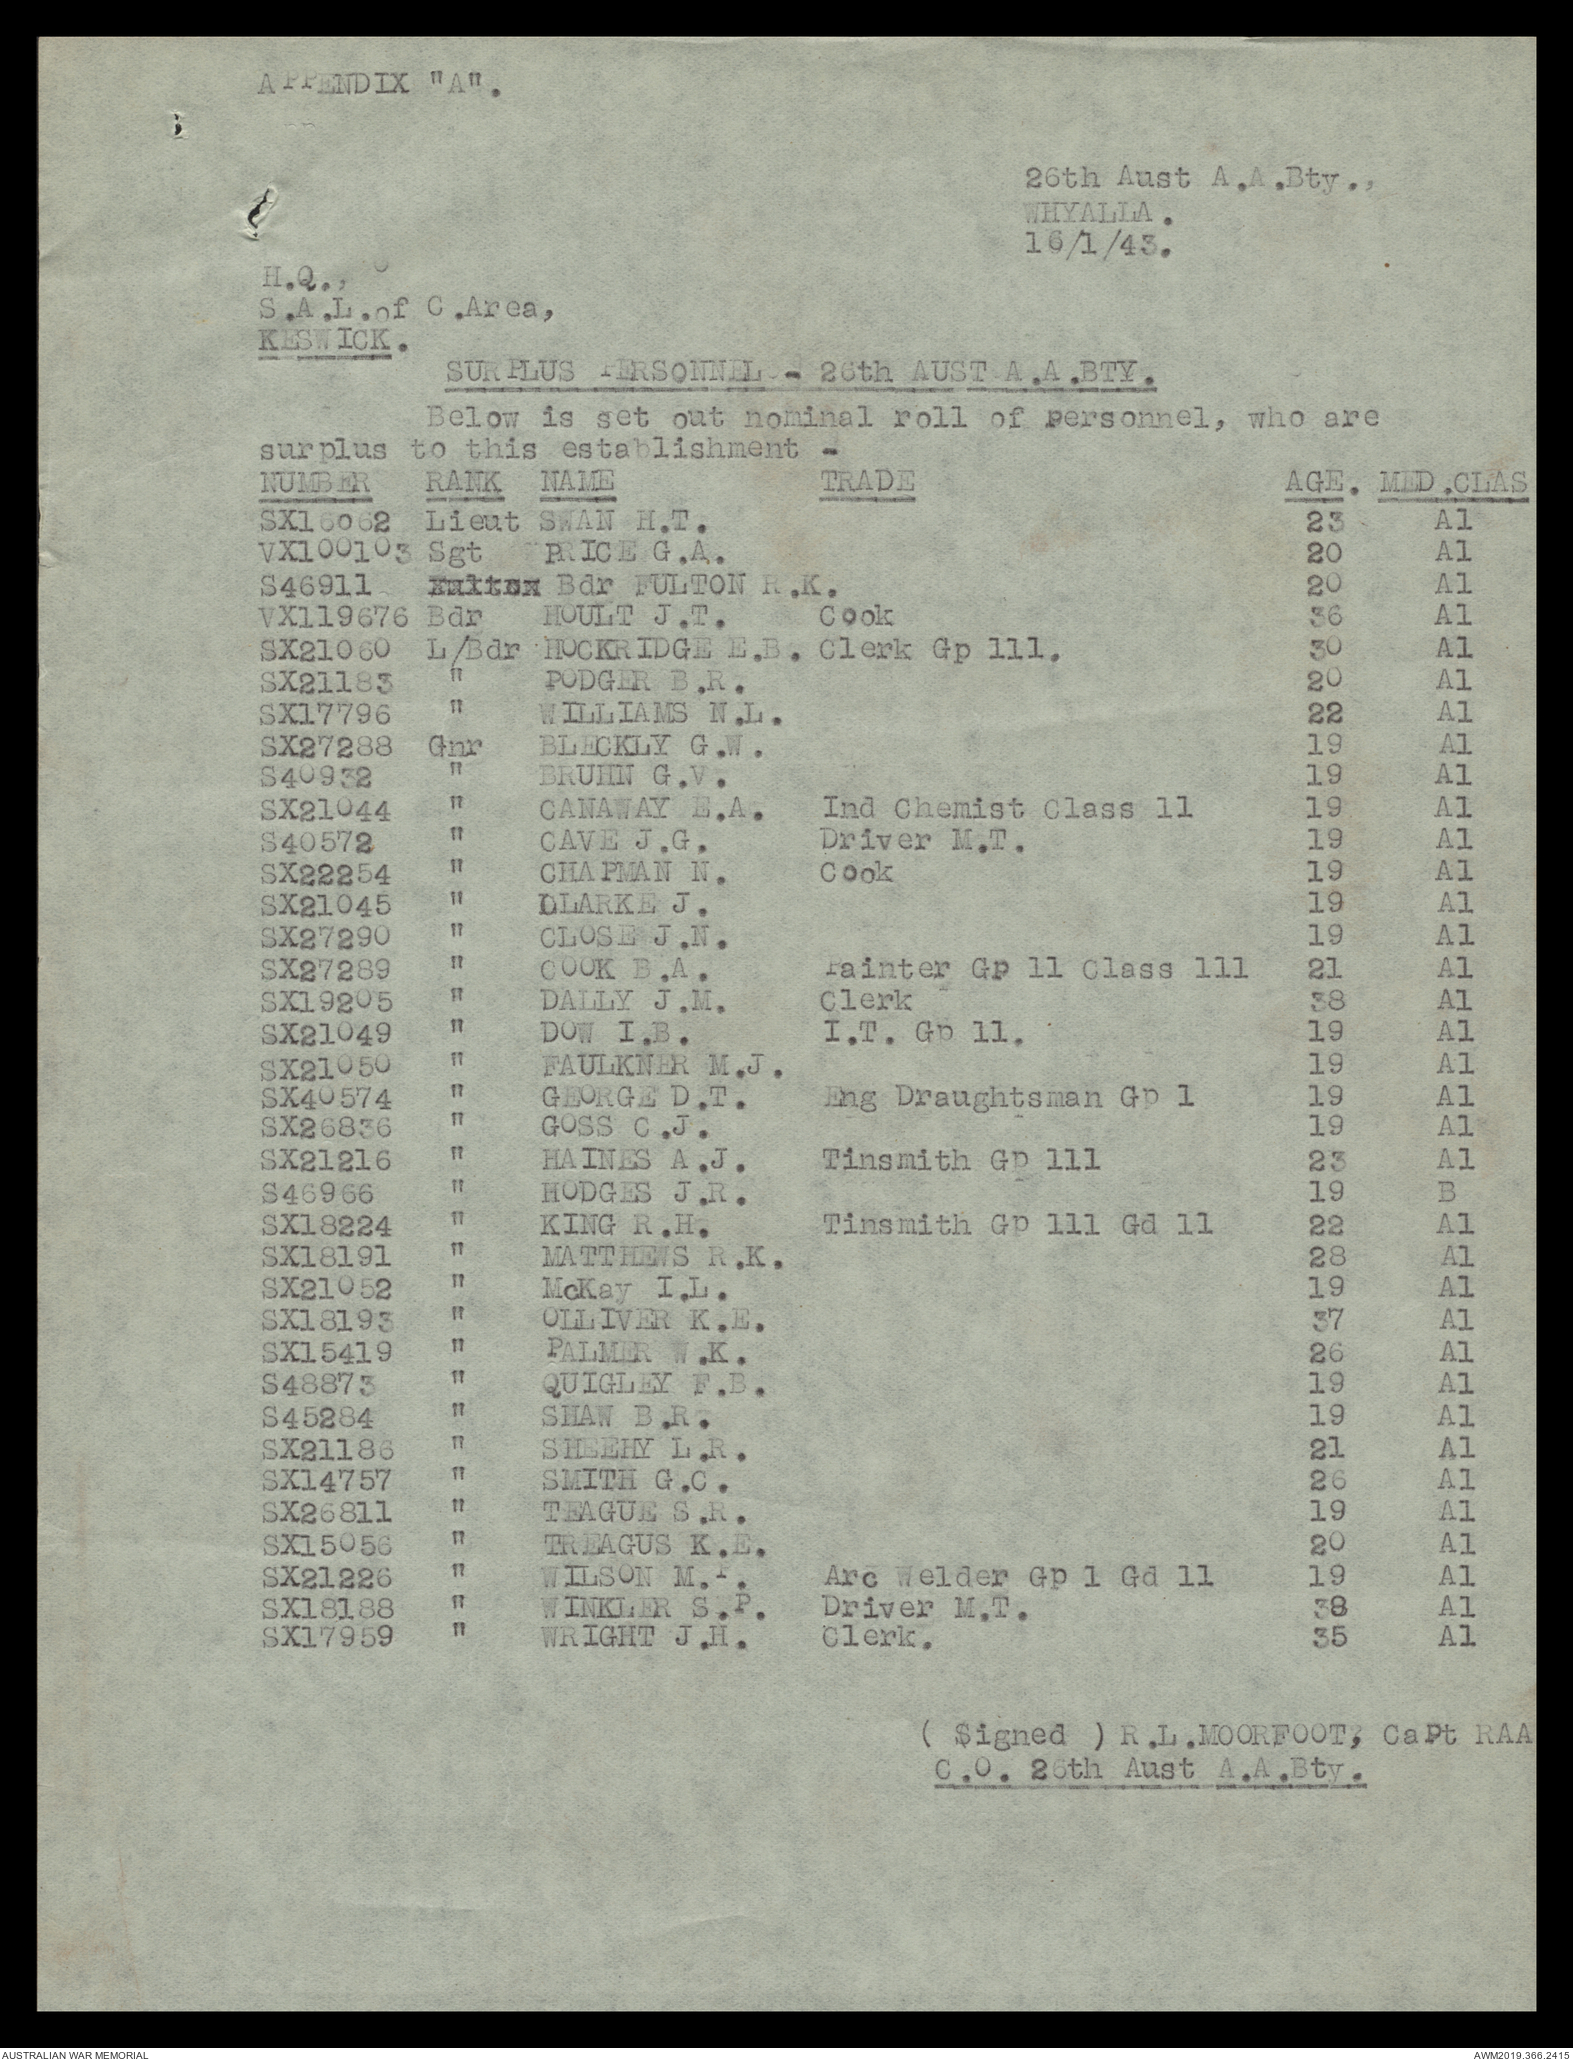 APPENDIX "A".
26th Aust A.A.Bty.,
WHYALLA.
16/1/43.
H.Q.,
S.A.L.of C.Area,
KESWICK.
SURPLUS PERSONNEL - 26th AUST A.A.BTY.
Below is set out nominal roll of personnel, who are
surplus to this establishment -
NUMBER RANK NAME TRADE AGE. MED.CLAS
SX16062 Lieut SWAN H.T. 23 A1
VX100103 Sgt PRICE G.A. 20 A1
S46911 Bdr FULTON R.K. 20 A1
VX119676 Bdr HOULT J.T. Cook 36 A1
SX21060 L/Bdr HOCKRIDGE E.B. Clerk Gp 111. 30 A1
SX21183 " PODGER B.R. 20 A1
SX17796 " WILLIAMS N.L. 22 A1
SX27288 Gnr BLECKLY G.W. 19 A1
S40932 " BRUHN G.V. 19 A1
SX21044 " CANAWAY E.A. Ind Chemist Class 11 19 A1
S40572 " CAVE J.G. Driver M.T. 19 A1
SX22254 " CHAPMAN N. Cook 19 A1
SX21045 " DLARKE J. 19 A1
SX27290 " CLOSE J.N. 19 A1
SX27289 " COOK B.A. Painter Gp 11 Class 111 21 A1
SX19205 " DALLY J.M. Clerk 38 A1
SX21049 " DOW I.B. I.T. Gp 11. 19 A1
SX21050 " FAULKNER M.J. 19 A1
SX40574 " GEORGE D.T. Eng Draughtsman Gp 1 19 A1
SX26836 " GOSS C.J. 19 A1
SX21216 " HAINES A.J. Tinsmith Gp 111 23 A1
S46966 " HODGES J.R. 19 B
SX18224 " KING R.H. Tinsmith Gp 111 Gd 11 22 A1
SX18191 " MATTHEWS R.K. 28 A1
SX21052 " McKay I.L. 19 A1
SX18193 " OLLIVER K.E. 37 A1
SX15419 " PALMER W.K. 26 A1
S48873 " QUIGLEY F.B. 19 A1
S45284 " SHAW B.R. 19 A1
SX21186 " SHEEHY L.R. 21 A1
SX14757 " SMITH G.C. 26 A1
SX26811 " TEAGUE S.R. 19 A1
SX15056 " TREAGUS K.E. 20 A1
SX21226 " WILSON M.P. Arc Welder Gp 1 Gd 11 19 A1
SX18188 " WINKLER S.P. Driver M.T. 38 A1
SX17959 " WRIGHT J.H. Clerk. 35 A1
( Signed ) R.L.MOORFOOT, Capt RAA
C.O. 26th Aust A.A.Bty.
AUSTRALIAN WAR MEMORIAL AWM2019.366.2415